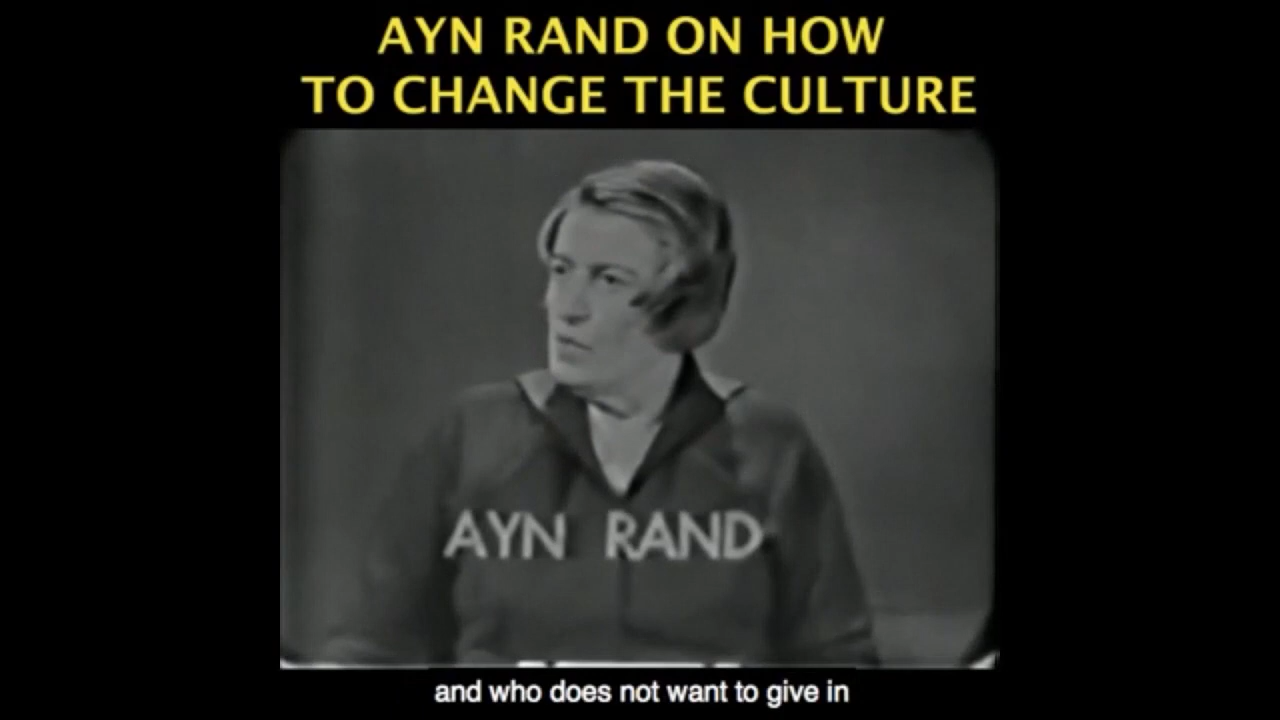 AYN RAND ON HOW
TO CHANGE THE CULTURE
AYN RAND
and who does not want to give in